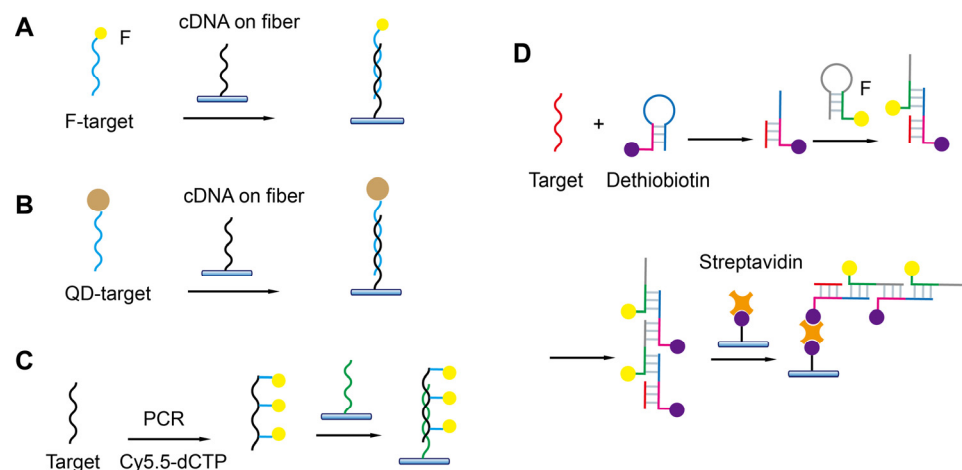 A
F
cDNA on fiber
F-target
B
cDNA on fiber
QD-target
C
PCR
Target
Cy5.5-dCTP
D
F
+
Target
Dethiobiotin
Streptavidin